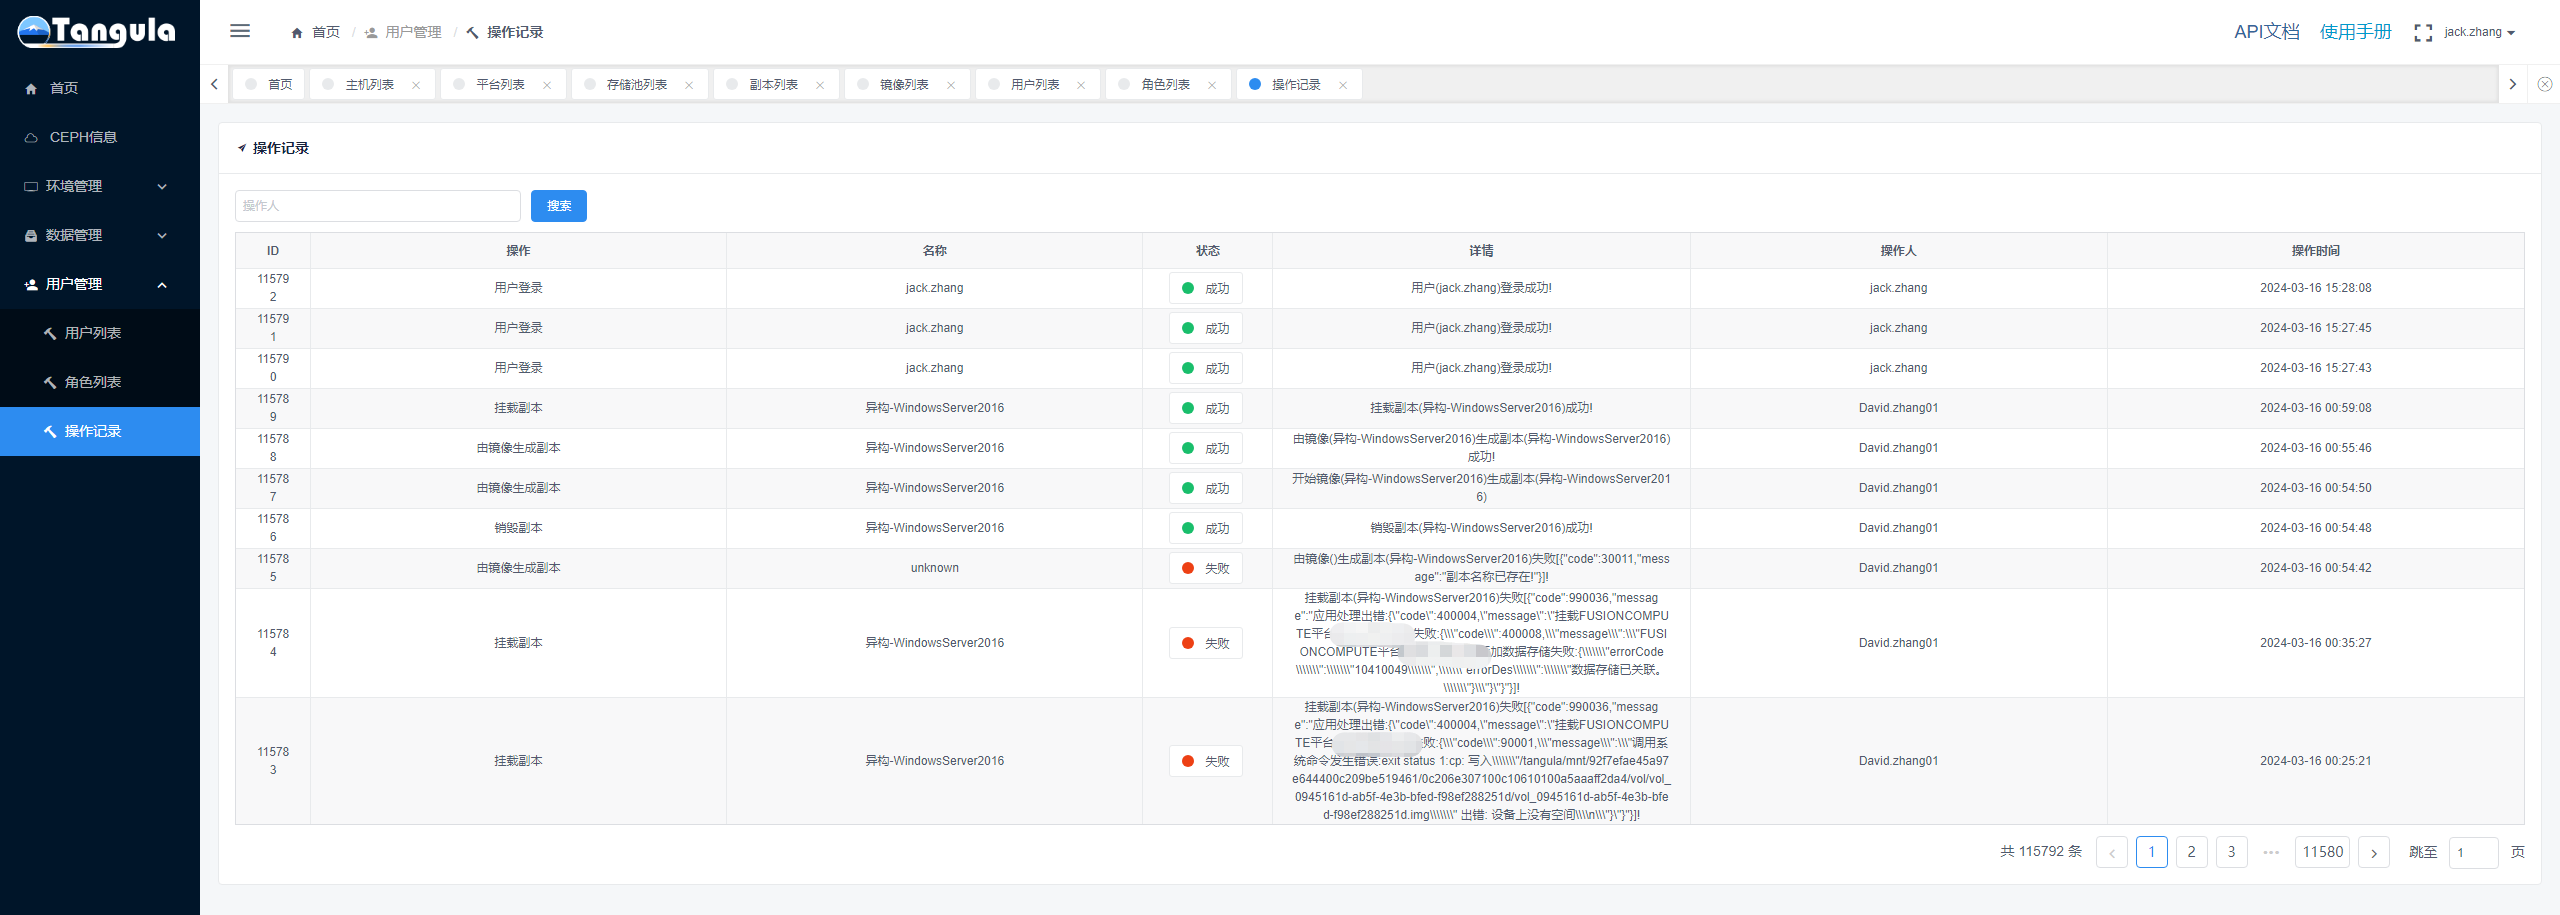 Tangula
首页
CEPH信息
环境管理
数据管理
用户管理
用户列表
角色列表
操作记录
首页 / 用户管理 / 操作记录
API文档 使用手册 jack.zhang
首页 主机列表 平台列表 存储池列表 副本列表 镜像列表 用户列表 角色列表 操作记录
操作记录
操作人 搜索
ID 操作 名称 状态 详情 操作人 操作时间
115792 用户登录 jack.zhang 成功 用户(jack.zhang)登录成功! jack.zhang 2024-03-16 15:28:08
115791 用户登录 jack.zhang 成功 用户(jack.zhang)登录成功! jack.zhang 2024-03-16 15:27:45
115790 用户登录 jack.zhang 成功 用户(jack.zhang)登录成功! jack.zhang 2024-03-16 15:27:43
115789 挂载副本 异构-WindowsServer2016 成功 挂载副本(异构-WindowsServer2016)成功! David.zhang01 2024-03-16 00:59:08
115788 由镜像生成副本 异构-WindowsServer2016 成功 由镜像(异构-WindowsServer2016)生成副本(异构-WindowsServer2016)
成功! David.zhang01 2024-03-16 00:55:46
115787 由镜像生成副本 异构-WindowsServer2016 成功 开始镜像(异构-WindowsServer2016)生成副本(异构-WindowsServer201
6) David.zhang01 2024-03-16 00:54:50
115786 销毁副本 异构-WindowsServer2016 成功 销毁副本(异构-WindowsServer2016)成功! David.zhang01 2024-03-16 00:54:48
115785 由镜像生成副本 unknown 失败 由镜像()生成副本(异构-WindowsServer2016)失败[{"code":30011,"mess
age":"副本名称已存在!"}]! David.zhang01 2024-03-16 00:54:42
115784 挂载副本 异构-WindowsServer2016 失败 挂载副本(异构-WindowsServer2016)失败[{"code":990036,"messag
e":"应用处理出错:{\"code\":400004,\"message\":\"挂载FUSIONCOMPU
TE平台 失败:{\\\"code\\\":400008,\\\"message\\\":\\\"FUSI
ONCOMPUTE平台 加数据存储失败:{\\\\\\\"errorCode
\\\\\\\":\\\\\\\"10410049\\\\\\\",\\\\\\\"errorDes\\\\\\\":\\\\\\\"数据存储已关联。
\\\\\\\"}\\\"}\"}"}]! David.zhang01 2024-03-16 00:35:27
115783 挂载副本 异构-WindowsServer2016 失败 挂载副本(异构-WindowsServer2016)失败[{"code":990036,"messag
e":"应用处理出错:{\"code\":400004,\"message\":\"挂载FUSIONCOMPU
TE平台 败:{\\\"code\\\":90001,\\\"message\\\":\\\"调用系
统命令发生错误:exit status 1:cp: 写入\\\\\\\"/tangula/mnt/92f7efae45a97
e644400c209be519461/0c206e307100c10610100a5aaaff2da4/vol/vol_
0945161d-ab5f-4e3b-bfed-f98ef288251d/vol_0945161d-ab5f-4e3b-bfe
d-f98ef288251d.img\\\\\\\" 出错: 设备上没有空间\\\\n\\\"}\"}"}]! David.zhang01 2024-03-16 00:25:21
共 115792 条 1 2 3 ••• 11580 跳至 1 页